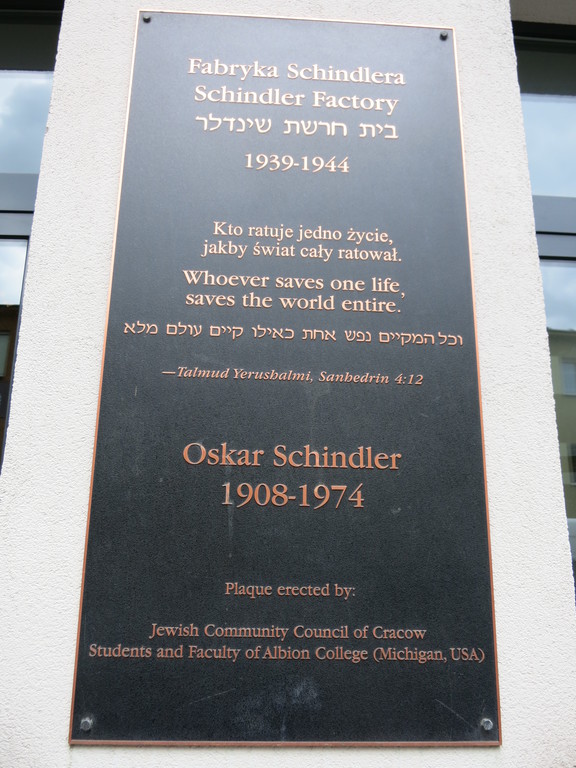 Fabryka Schindlera
Schindler Factory
בית חרשת שינדלר
1939-1944
Kto ratuje jedno życie,
jakby świat cały ratował.
Whoever saves one life,
saves the world entire.
וכל המקיים נפש אחת כאילו קיים עולם מלא
—Talmud Yerushalmi, Sanhedrin 4:12
Oskar Schindler
1908-1974
Plaque erected by:
Jewish Community Council of Cracow
Students and Faculty of Albion College (Michigan, USA)